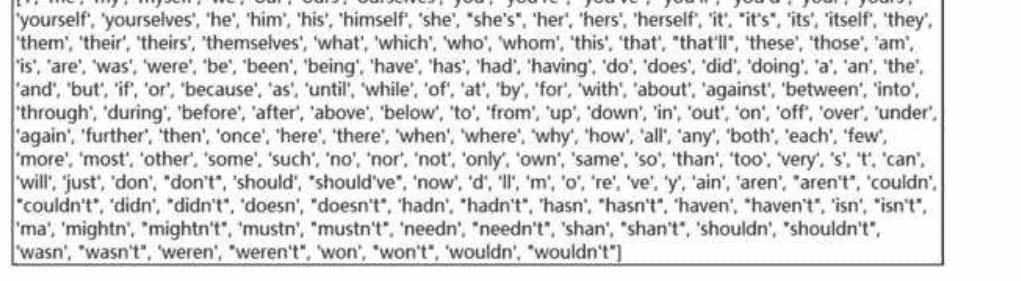 'yourself', 'yourselves', 'he', 'him', 'his', 'himself', 'she', "she's", 'her', 'hers', 'herself', 'it', "it's", 'its', 'itself', 'they',
'them', 'their', 'theirs', 'themselves', 'what', 'which', 'who', 'whom', 'this', 'that', "that'll", 'these', 'those', 'am',
'is', 'are', 'was', 'were', 'be', 'been', 'being', 'have', 'has', 'had', 'having', 'do', 'does', 'did', 'doing', 'a', 'an', 'the',
'and', 'but', 'if', 'or', 'because', 'as', 'until', 'while', 'of', 'at', 'by', 'for', 'with', 'about', 'against', 'between', 'into',
'through', 'during', 'before', 'after', 'above', 'below', 'to', 'from', 'up', 'down', 'in', 'out', 'on', 'off', 'over', 'under',
'again', 'further', 'then', 'once', 'here', 'there', 'when', 'where', 'why', 'how', 'all', 'any', 'both', 'each', 'few',
'more', 'most', 'other', 'some', 'such', 'no', 'nor', 'not', 'only', 'own', 'same', 'so', 'than', 'too', 'very', 's', 't', 'can',
'will', 'just', 'don', "don't", 'should', "should've", 'now', 'd', 'll', 'm', 'o', 're', 've', 'y', 'ain', 'aren', "aren't", 'couldn',
"couldn't", 'didn', "didn't", 'doesn', "doesn't", 'hadn', "hadn't", 'hasn', "hasn't", 'haven', "haven't", 'isn', "isn't",
'ma', 'mightn', "mightn't", 'mustn', "mustn't", 'needn', "needn't", 'shan', "shan't", 'shouldn', "shouldn't",
'wasn', "wasn't", 'weren', "weren't", 'won', "won't", 'wouldn', "wouldn't"]